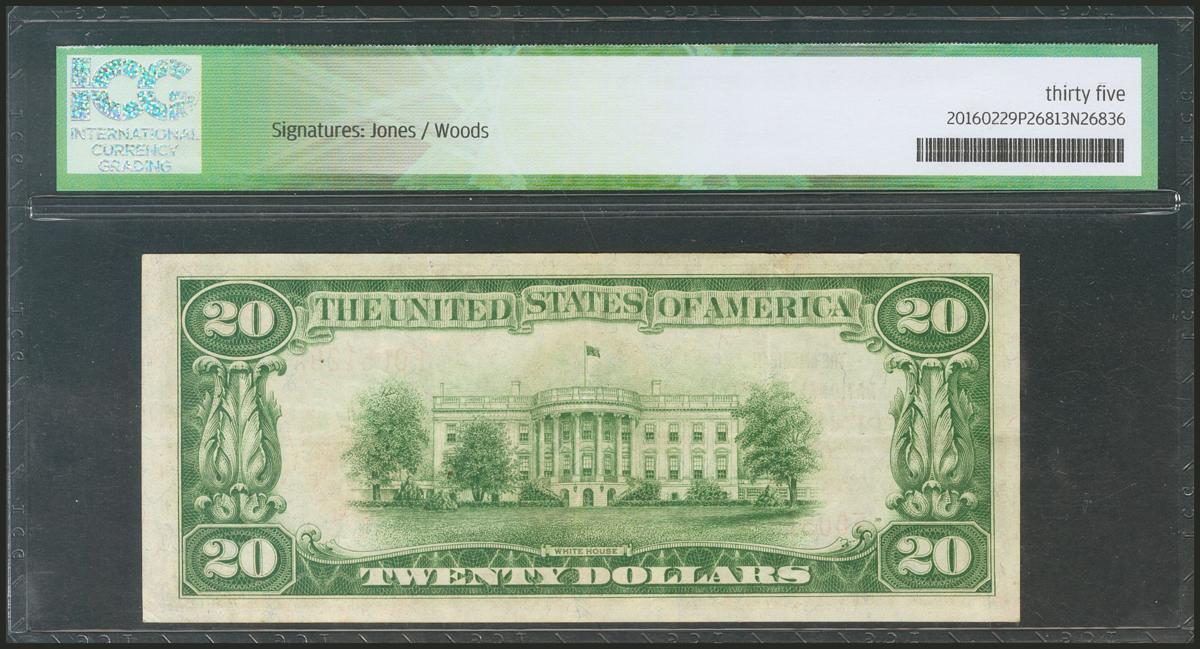 ICG
INTERNATIONAL
CURRENCY
GRADING
Signatures: Jones / Woods
thirty five
20160229P26813N26836
20 THE UNITED STATES OF AMERICA 20
WHITE HOUSE
20 TWENTY DOLLARS 20